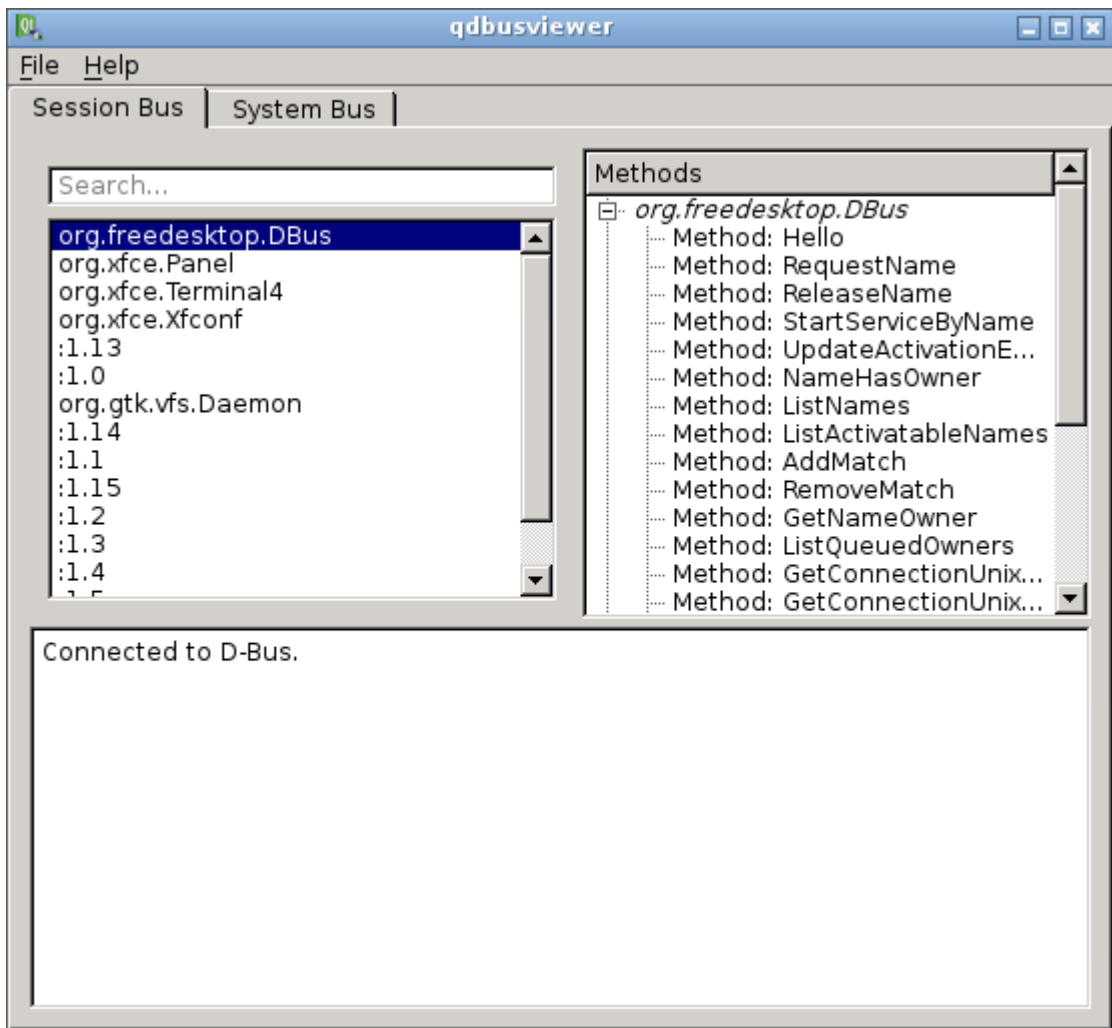 qdbusviewer
File Help
Session Bus System Bus
Search...
org.freedesktop.DBus
org.xfce.Panel
org.xfce.Terminal4
org.xfce.Xfconf
:1.13
:1.0
org.gtk.vfs.Daemon
:1.14
:1.1
:1.15
:1.2
:1.3
:1.4
Methods
org.freedesktop.DBus
Method: Hello
Method: RequestName
Method: ReleaseName
Method: StartServiceByName
Method: UpdateActivationE...
Method: NameHasOwner
Method: ListNames
Method: ListActivatableNames
Method: AddMatch
Method: RemoveMatch
Method: GetNameOwner
Method: ListQueuedOwners
Method: GetConnectionUnix...
Method: GetConnectionUnix...
Connected to D-Bus.